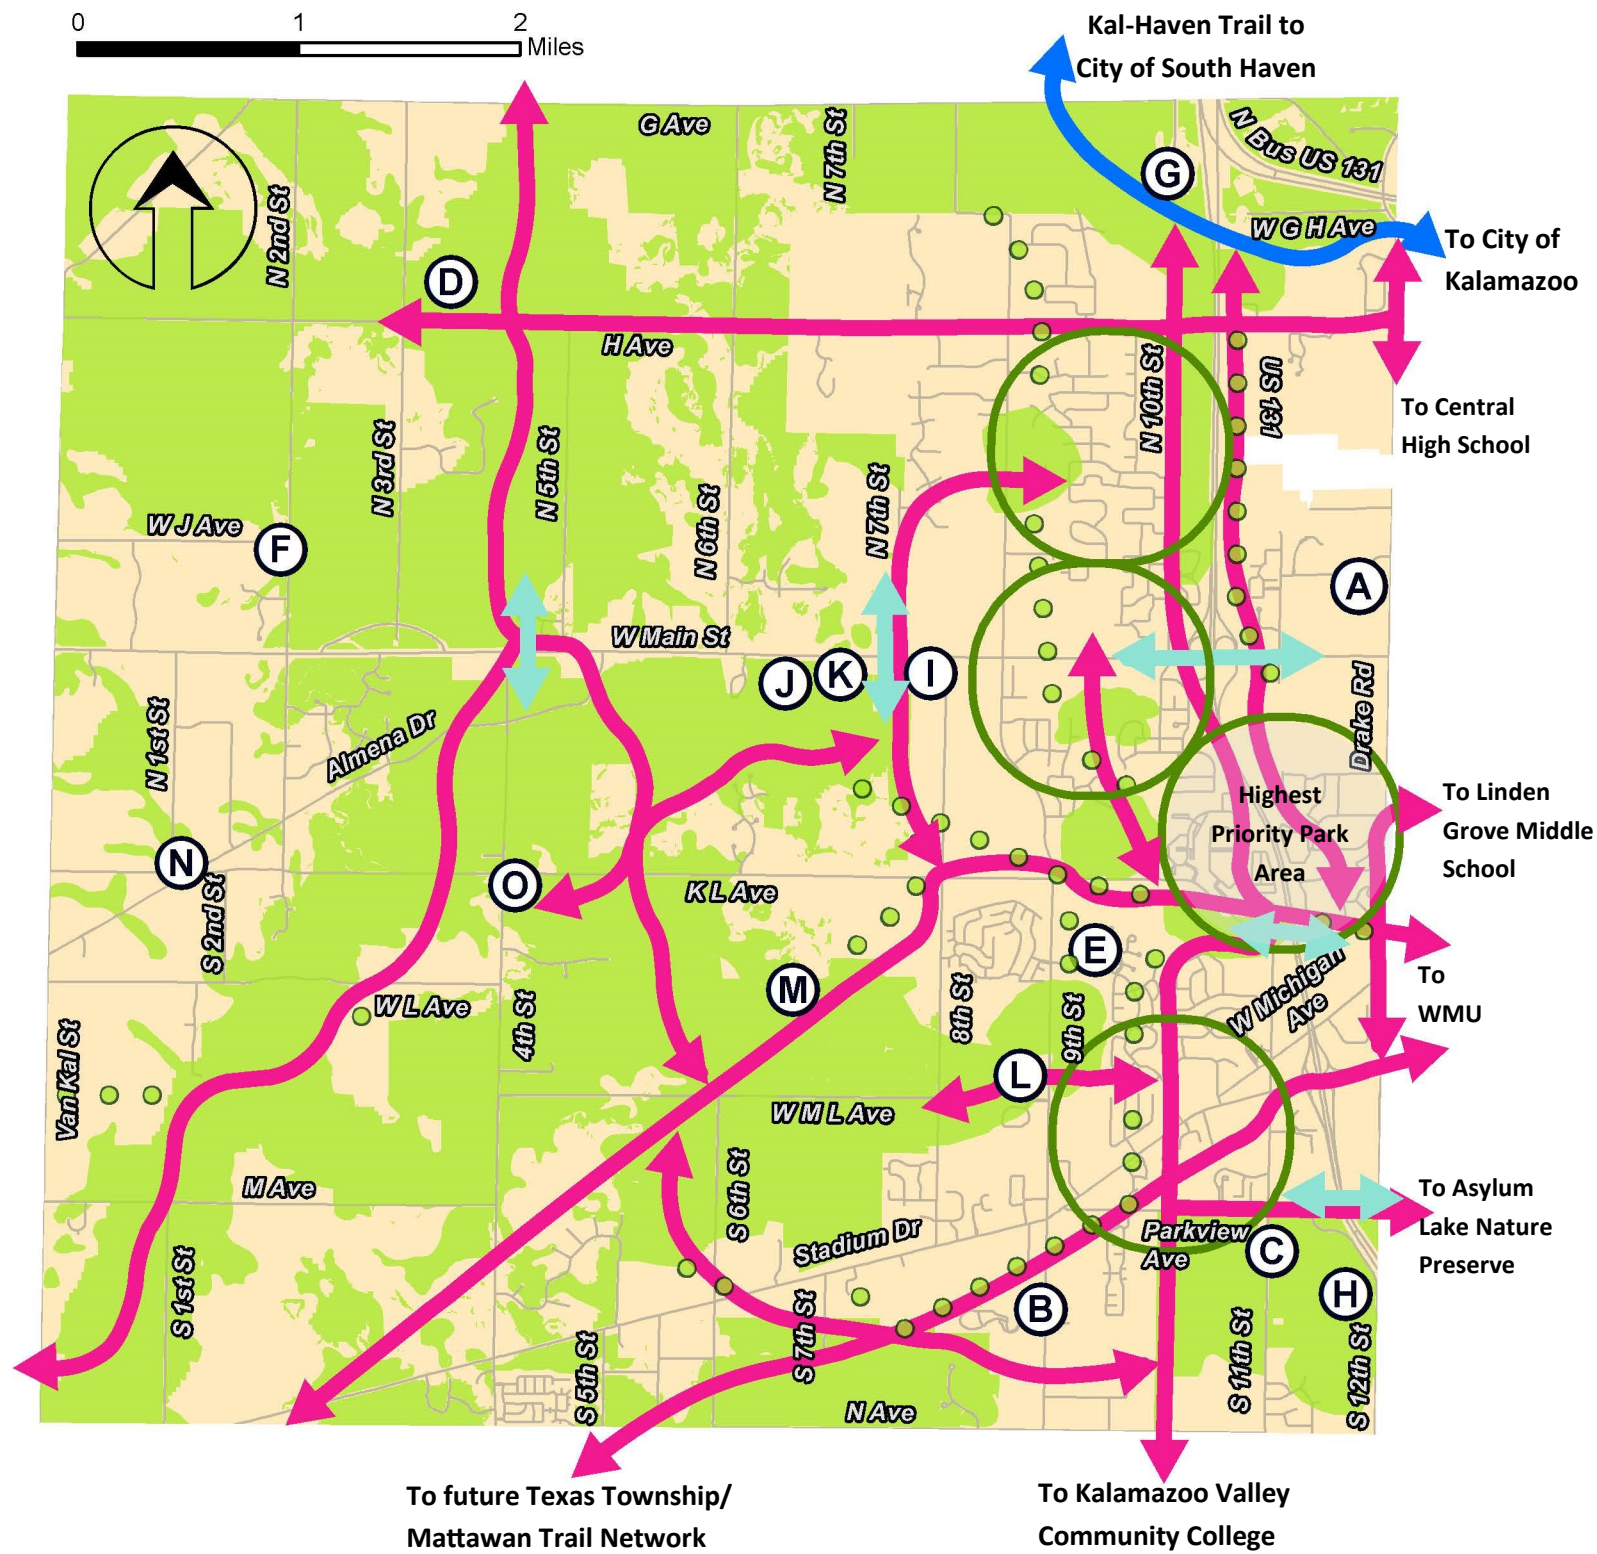 0 1 2
Miles
Kal-Haven Trail to
City of South Haven
G Ave
N 7th St
N Bus US 131
G
N 2nd St
W G H Ave
To City of
Kalamazoo
D
H Ave
N 10th St
US 131
To Central
High School
N 3rd St
N 5th St
N 6th St
N 7th St
W J Ave
F
A
W Main St
J
K
I
Drake Rd
N 1st St
Almena Dr
Highest
Priority Park
Area
To Linden
Grove Middle
School
N
O
K L Ave
S 2nd St
E
M
W Michigan
Ave
To
WMU
W L Ave
4th St
8th St
9th St
Van Kal St
L
W M L Ave
M Ave
S 6th St
Stadium Dr
Parkview
Ave
C
To Asylum
Lake Nature
Preserve
S 1st St
H
B
S 7th St
S 5th St
S 11th St
S 12th St
N Ave
To future Texas Township/
Mattawan Trail Network
To Kalamazoo Valley
Community College